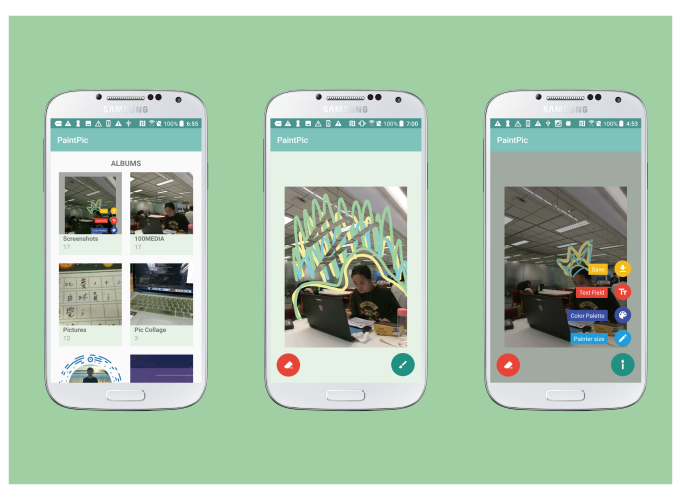 SAMSUNG
100% 6:55
PaintPic
ALBUMS
Screenshots
17
100MEDIA
17
Pictures
13
Pic Collage
3
SAMSUNG
100% 7:00
PaintPic
SAMSUNG
100% 4:53
PaintPic
Save
Text Field
Color Palette
Painter size